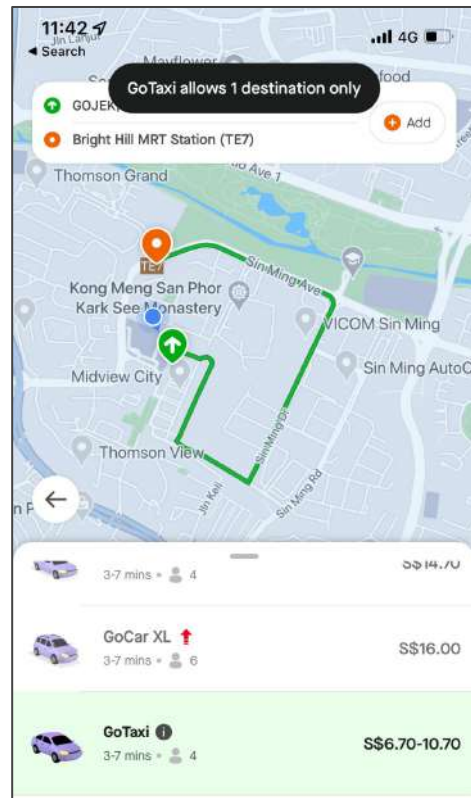 11:42
4G
Search
Mayflower
GoTaxi allows 1 destination only
GOJEK
Add
Bright Hill MRT Station (TE7)
Ave 1
Thomson Grand
TE7
Sin Ming Ave
Kong Meng San Phor
Kark See Monastery
VICOM Sin Ming
Midview City
Sin Ming AutoC
Thomson View
Sin Ming Dr
Jln Keli
Sin Ming Rd
S$14.70
3-7 mins • 4
GoCar XL
S$16.00
3-7 mins • 6
GoTaxi
S$6.70-10.70
3-7 mins • 4